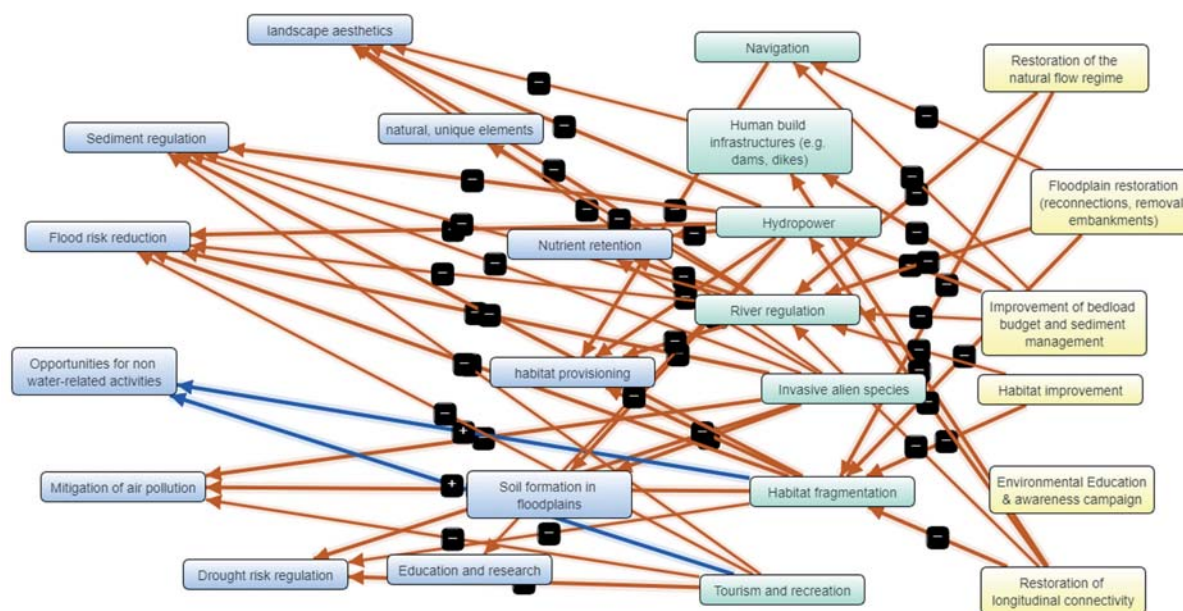 landscape aesthetics
Navigation
Restoration of the
natural flow regime
Sediment regulation
natural, unique elements
Human build
infrastructures (e.g.
dams, dikes)
Floodplain restoration
(reconnections, removal
embankments)
Flood risk reduction
Nutrient retention
Hydropower
River regulation
Improvement of bedload
budget and sediment
management
Opportunities for non
water-related activities
habitat provisioning
Invasive alien species
Habitat improvement
Mitigation of air pollution
Soil formation in
floodplains
Habitat fragmentation
Environmental Education
& awareness campaign
Drought risk regulation
Education and research
Tourism and recreation
Restoration of
longitudinal connectivity